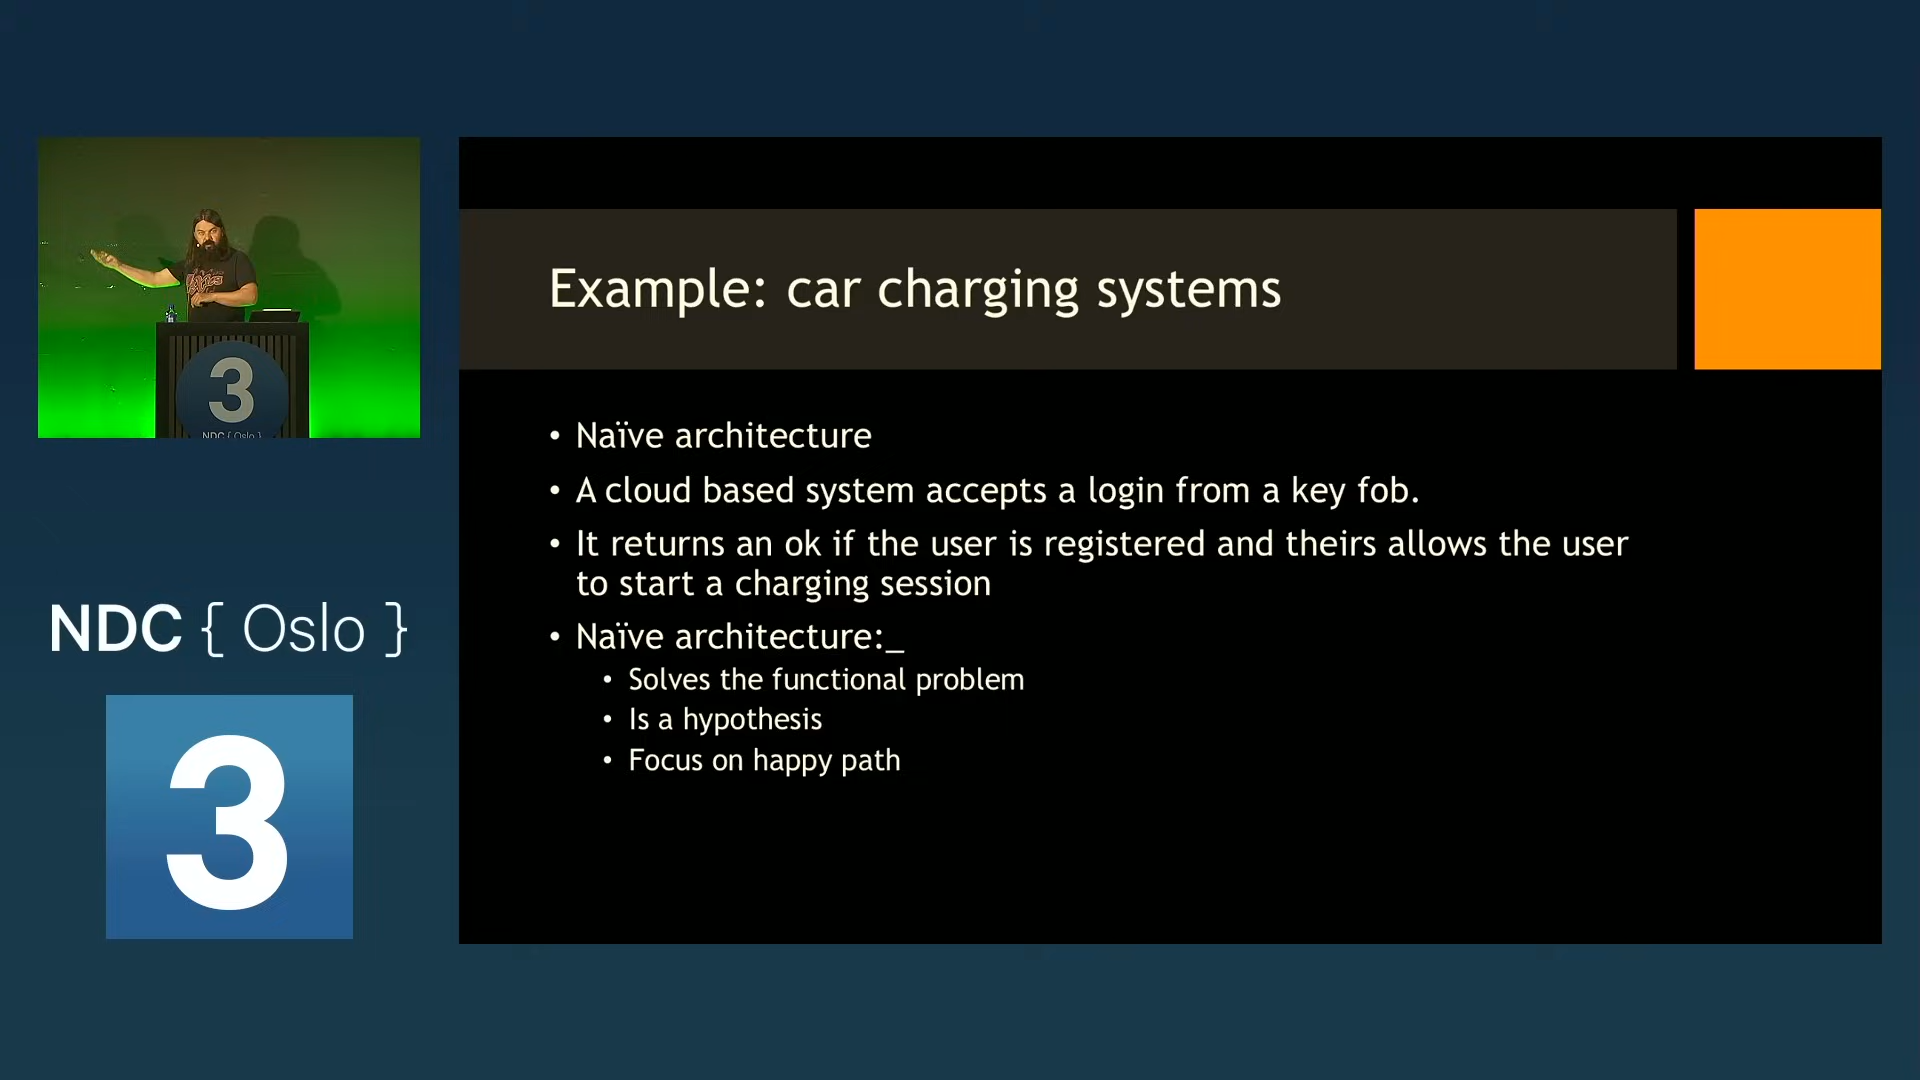 Example: car charging systems
• Naïve architecture
• A cloud based system accepts a login from a key fob.
• It returns an ok if the user is registered and theirs allows the user
to start a charging session
• Naïve architecture:_
• Solves the functional problem
• Is a hypothesis
• Focus on happy path
3
NDC { Oslo }
NDC { Oslo }
3